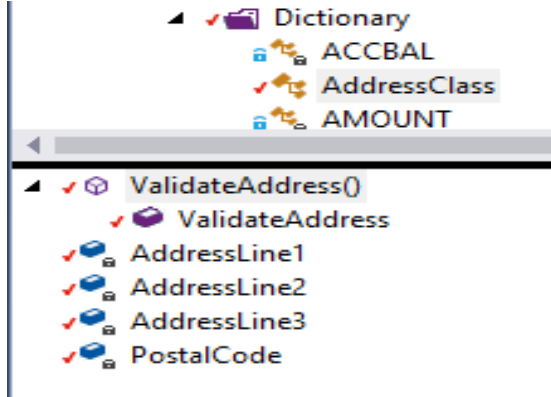 Dictionary
ACCBAL
AddressClass
AMOUNT
ValidateAddress()
ValidateAddress
AddressLine1
AddressLine2
AddressLine3
PostalCode